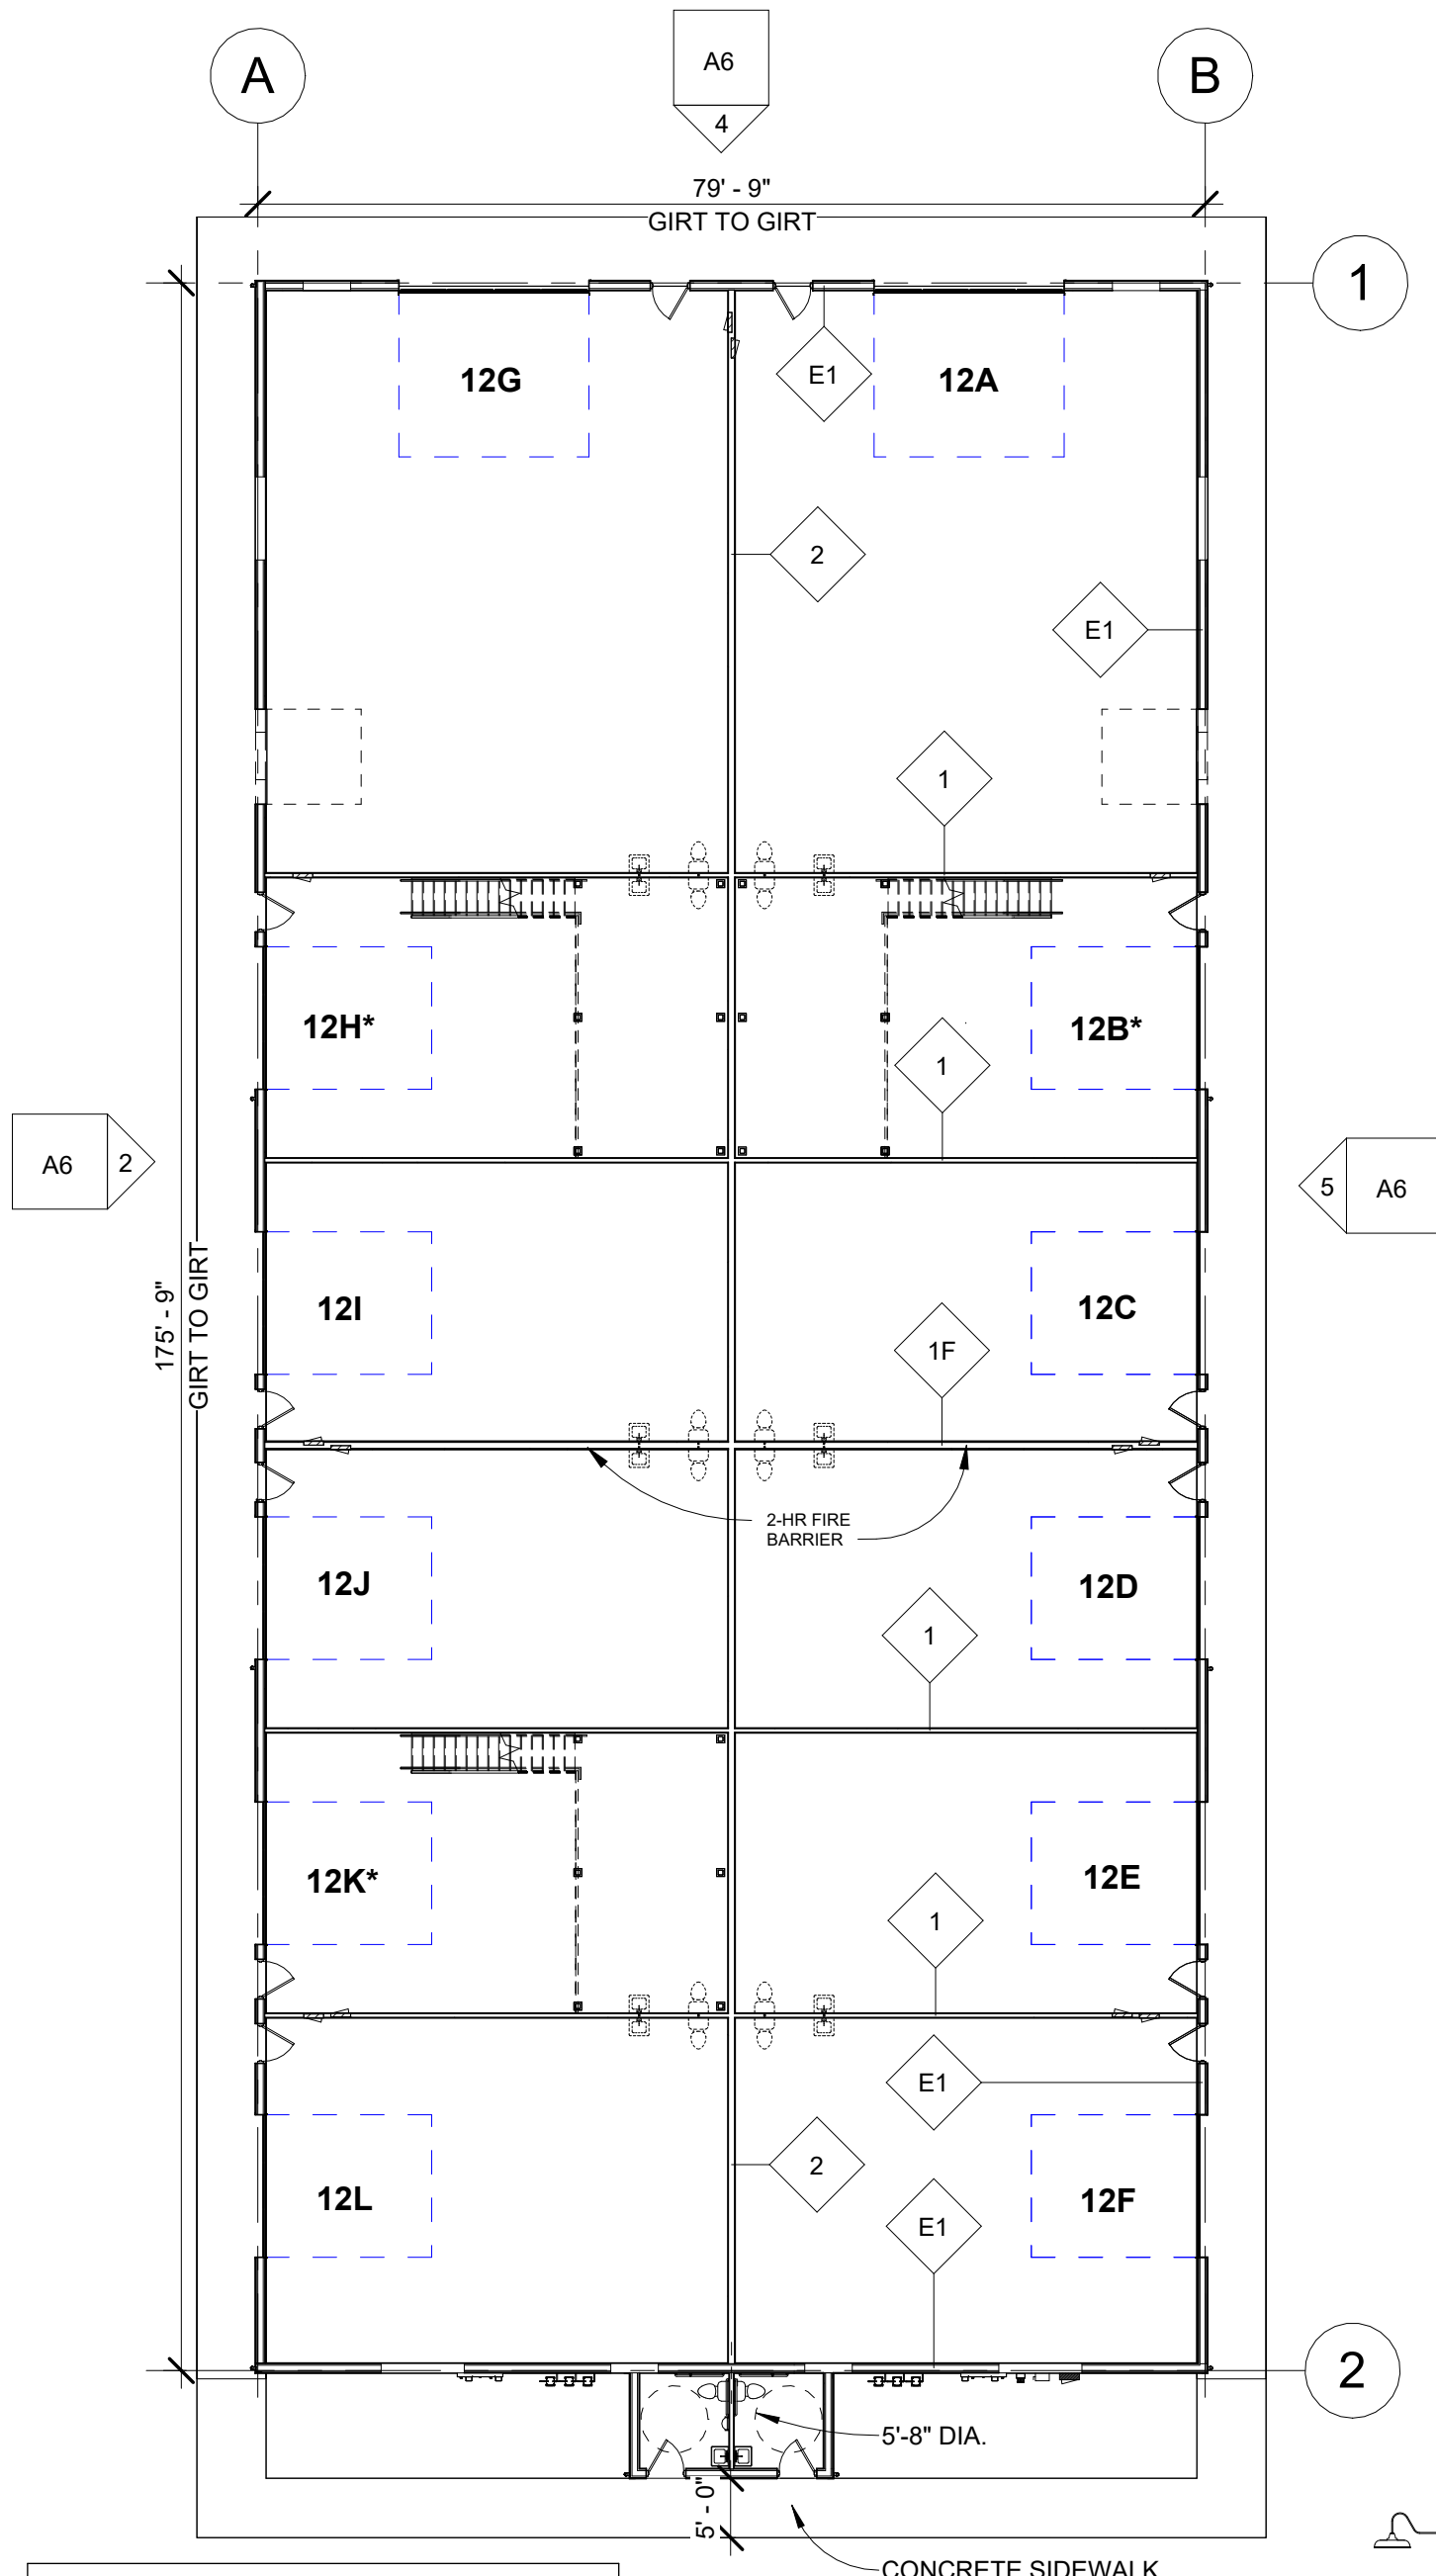 A
A6
4
B
79' - 9"
GIRT TO GIRT
1
12G
E1
12A
2
E1
1
12H*
12B*
1
A6
2
5
A6
175' - 9"
GIRT TO GIRT
12I
12C
1F
2-HR FIRE
BARRIER
12J
12D
1
12K*
12E
1
E1
2
12L
12F
E1
2
5'-8" DIA.
5' - 0"
CONCRETE SIDEWALK